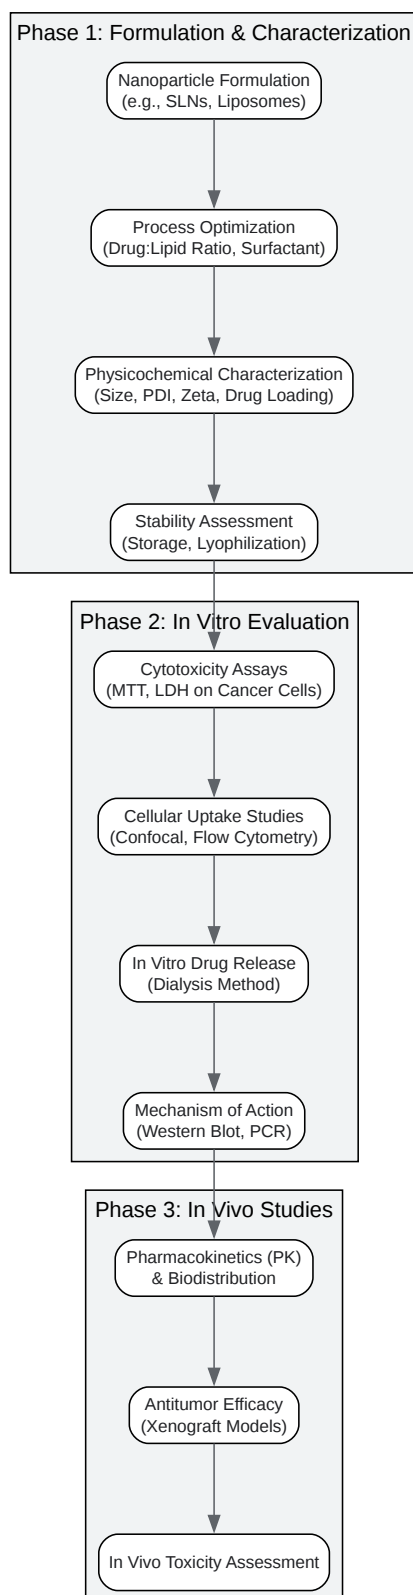 Phase 1: Formulation & Characterization
Nanoparticle Formulation
(e.g., SLNs, Liposomes)
Process Optimization
(Drug:Lipid Ratio, Surfactant)
Physicochemical Characterization
(Size, PDI, Zeta, Drug Loading)
Stability Assessment
(Storage, Lyophilization)
Phase 2: In Vitro Evaluation
Cytotoxicity Assays
(MTT, LDH on Cancer Cells)
Cellular Uptake Studies
(Confocal, Flow Cytometry)
In Vitro Drug Release
(Dialysis Method)
Mechanism of Action
(Western Blot, PCR)
Phase 3: In Vivo Studies
Pharmacokinetics (PK)
& Biodistribution
Antitumor Efficacy
(Xenograft Models)
In Vivo Toxicity Assessment